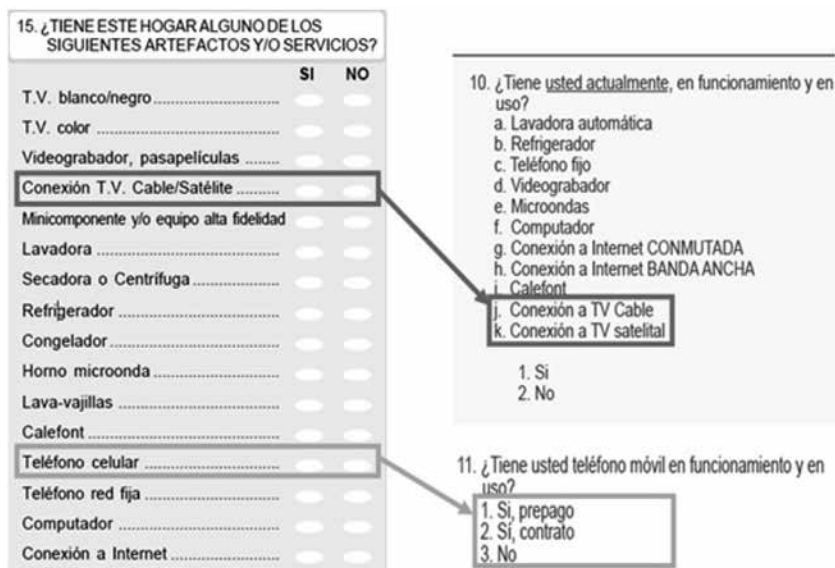 15. ¿TIENE ESTE HOGAR ALGUNO DE LOS
SIGUIENTES ARTEFACTOS Y/O SERVICIOS?
SI NO
T.V. blanco/negro
T.V. color
Videograbador, pasapelículas
Conexión T.V. Cable/Satélite
Minicomponente y/o equipo alta fidelidad
Lavadora
Secadora o Centrífuga
Refrigerador
Congelador
Horno microonda
Lava-vajillas
Calefont
Teléfono celular
Teléfono red fija
Computador
Conexión a Internet
10. ¿Tiene usted actualmente, en funcionamiento y en
uso?
a. Lavadora automática
b. Refrigerador
c. Teléfono fijo
d. Videograbador
e. Microondas
f. Computador
g. Conexión a Internet CONMUTADA
h. Conexión a Internet BANDA ANCHA
i. Calefont
j. Conexión a TV Cable
k. Conexión a TV satelital
1. Si
2. No
11. ¿Tiene usted teléfono móvil en funcionamiento y en
uso?
1. Si, prepago
2. Sí, contrato
3. No